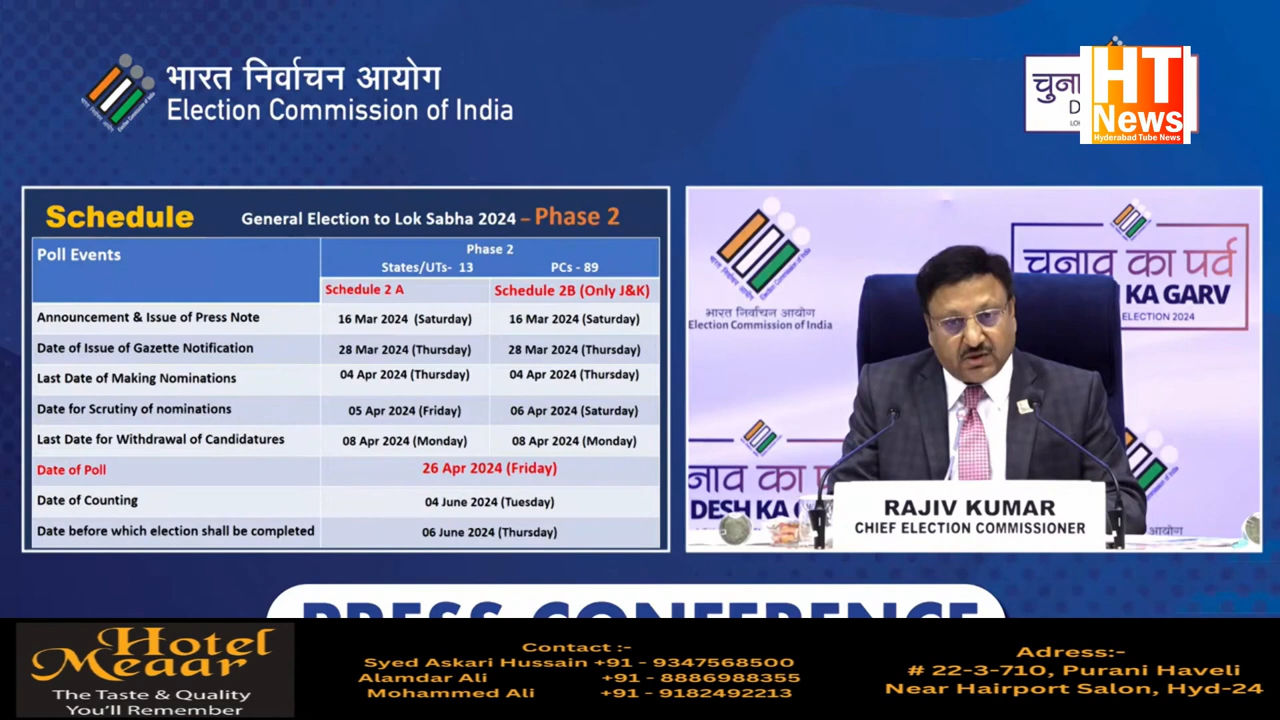 भारत निर्वाचन आयोग
Election Commission of India
चुना
HT
News
Hyderabad Tube News
Schedule
General Election to Lok Sabha 2024 – Phase 2
Poll Events
Phase 2
States/UTs- 13 PCs - 89
Schedule 2 A Schedule 2B (Only J&K)
Announcement & Issue of Press Note 16 Mar 2024 (Saturday) 16 Mar 2024 (Saturday)
Date of Issue of Gazette Notification 28 Mar 2024 (Thursday) 28 Mar 2024 (Thursday)
Last Date of Making Nominations 04 Apr 2024 (Thursday) 04 Apr 2024 (Thursday)
Date for Scrutiny of nominations 05 Apr 2024 (Friday) 06 Apr 2024 (Saturday)
Last Date for Withdrawal of Candidatures 08 Apr 2024 (Monday) 08 Apr 2024 (Monday)
Date of Poll 26 Apr 2024 (Friday)
Date of Counting 04 June 2024 (Tuesday)
Date before which election shall be completed 06 June 2024 (Thursday)
भारत निर्वाचन आयोग
Election Commission of India
चुनाव का पर्व
KA GARV
ELECTION 2024
नाव का प
DESH KA
आयोग
RAJIV KUMAR
CHIEF ELECTION COMMISSIONER
PRESS CONFERENCE
Hotel
Meaar
The Taste & Quality
You'll Remember
Contact :-
Syed Askari Hussain +91 - 9347568500
Alamdar Ali +91 - 8886988355
Mohammed Ali +91 - 9182492213
Adress:-
# 22-3-710, Purani Haveli
Near Hairport Salon, Hyd-24